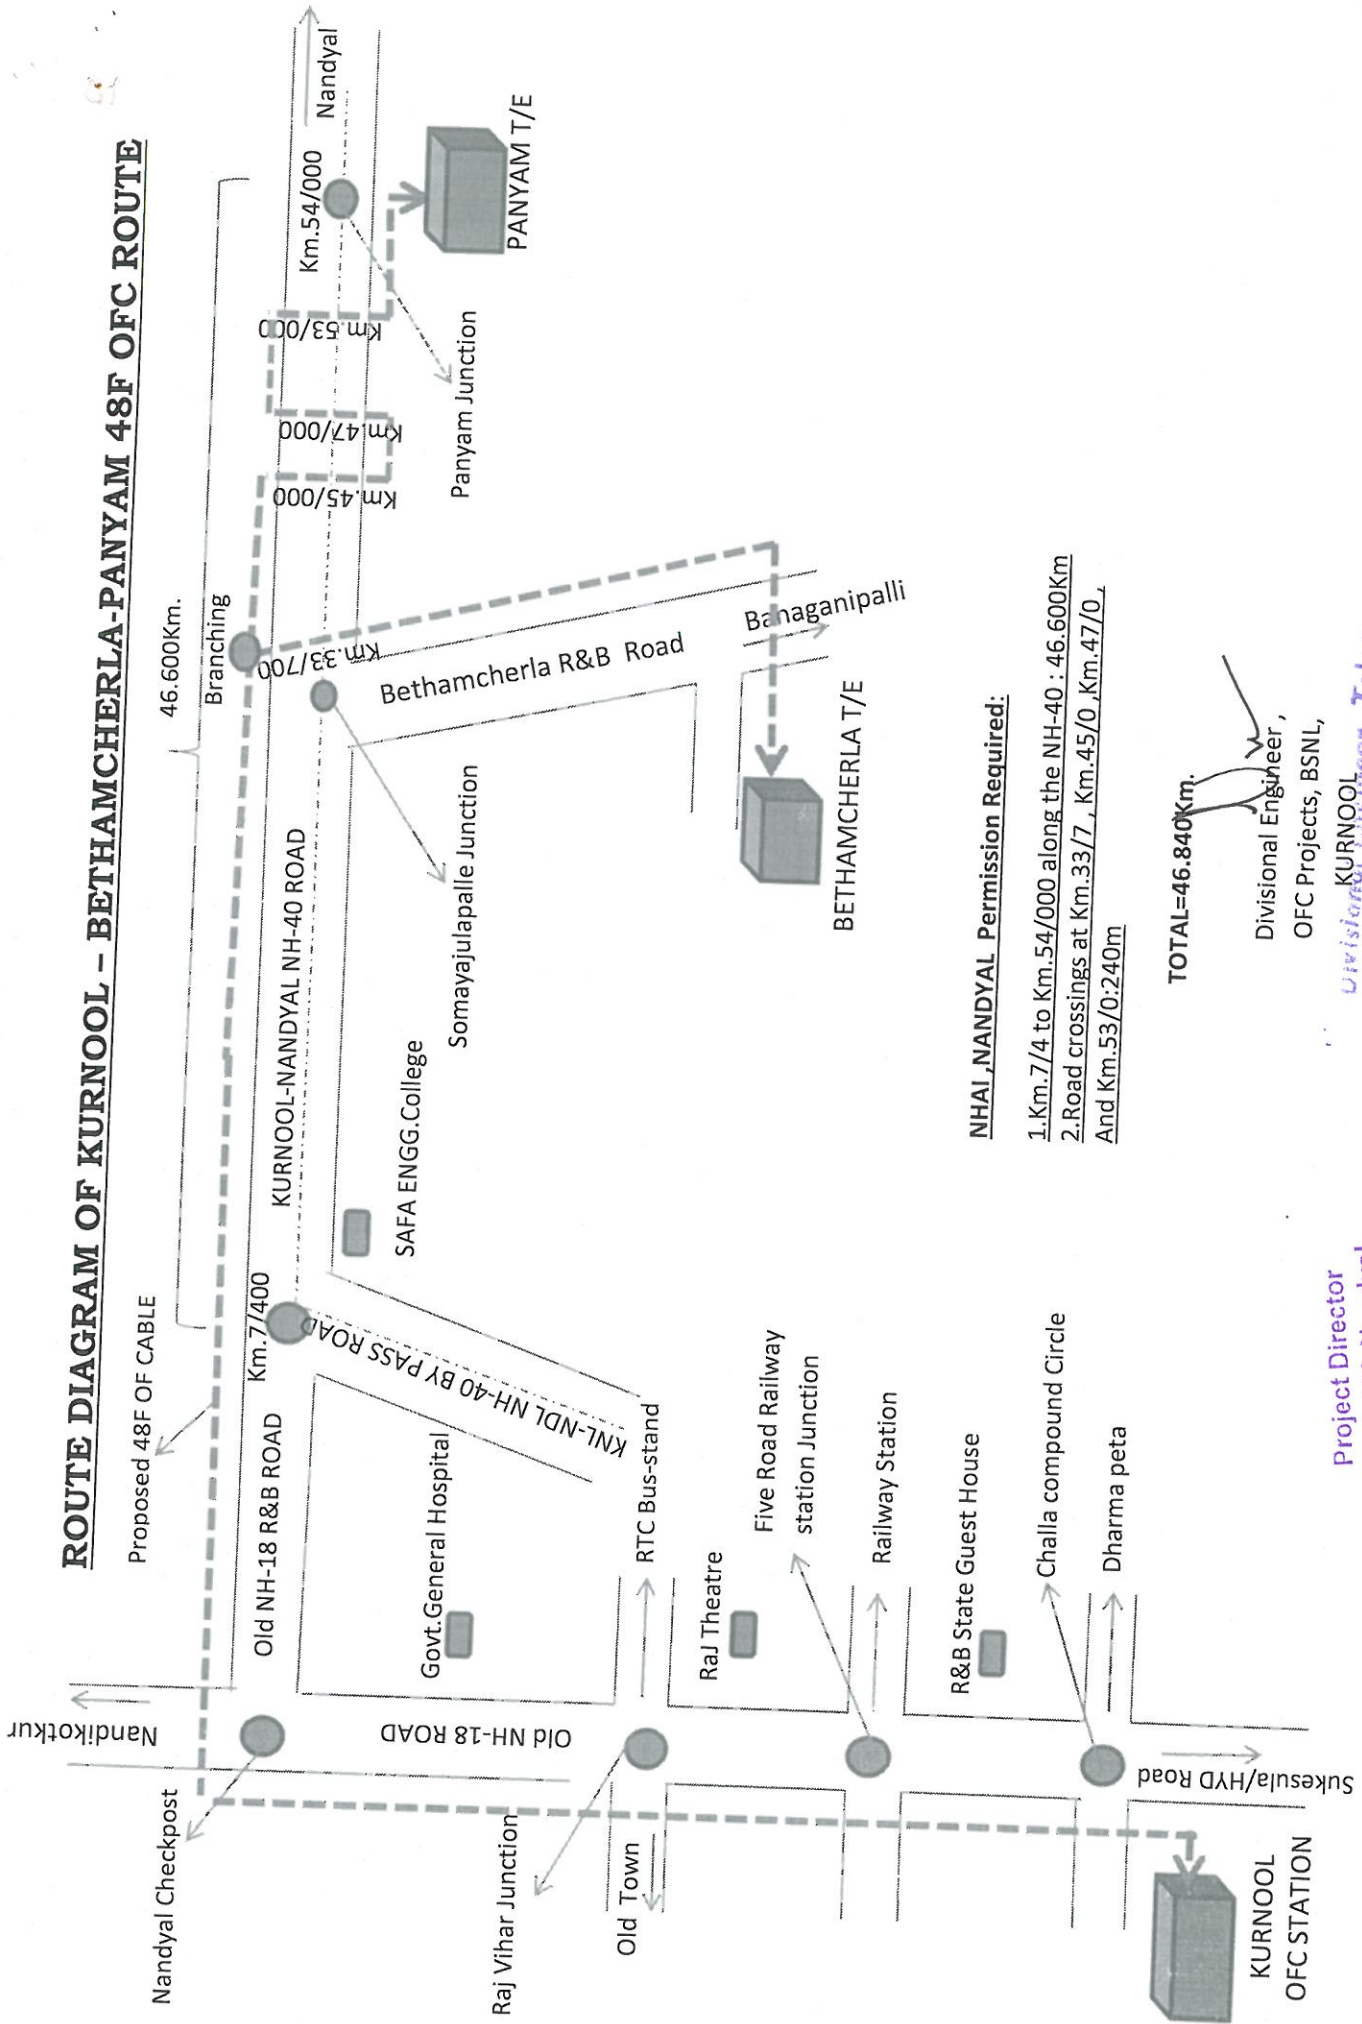 ROUTE DIAGRAM OF KURNOOL – BETHAMCHERLA-PANYAM 48F OFC ROUTE
Proposed 48F OF CABLE
46.600Km.
Branching
Nandikotkur
Nandyal Checkpost
Old NH-18 R&B ROAD
Km.7/400
KURNOOL-NANDYAL NH-40 ROAD
Km.33/700
Km.45/000
Km.47/000
Km.53/000
Km.54/000
Nandyal
Old NH-18 ROAD
Govt.General Hospital
KNL-NDL NH-40 BY PASS ROAD
SAFA ENGG.College
Somayajulapalle Junction
Bethamcherla R&B Road
Panyam Junction
PANYAM T/E
Raj Vihar Junction
Old Town
RTC Bus-stand
Raj Theatre
Five Road Railway
station Junction
Railway Station
R&B State Guest House
Challa compound Circle
Dharma peta
Sukesula/HYD Road
KURNOOL
OFC STATION
Banaganipalli
BETHAMCHERLA T/E
NHAI ,NANDYAL Permission Required:
1.Km.7/4 to Km.54/000 along the NH-40 : 46.600Km
2.Road crossings at Km.33/7 , Km.45/0 ,Km.47/0 ,
And Km.53/0:240m
TOTAL=46.840Km.
Divisional Engineer ,
OFC Projects, BSNL,
KURNOOL
Project Director